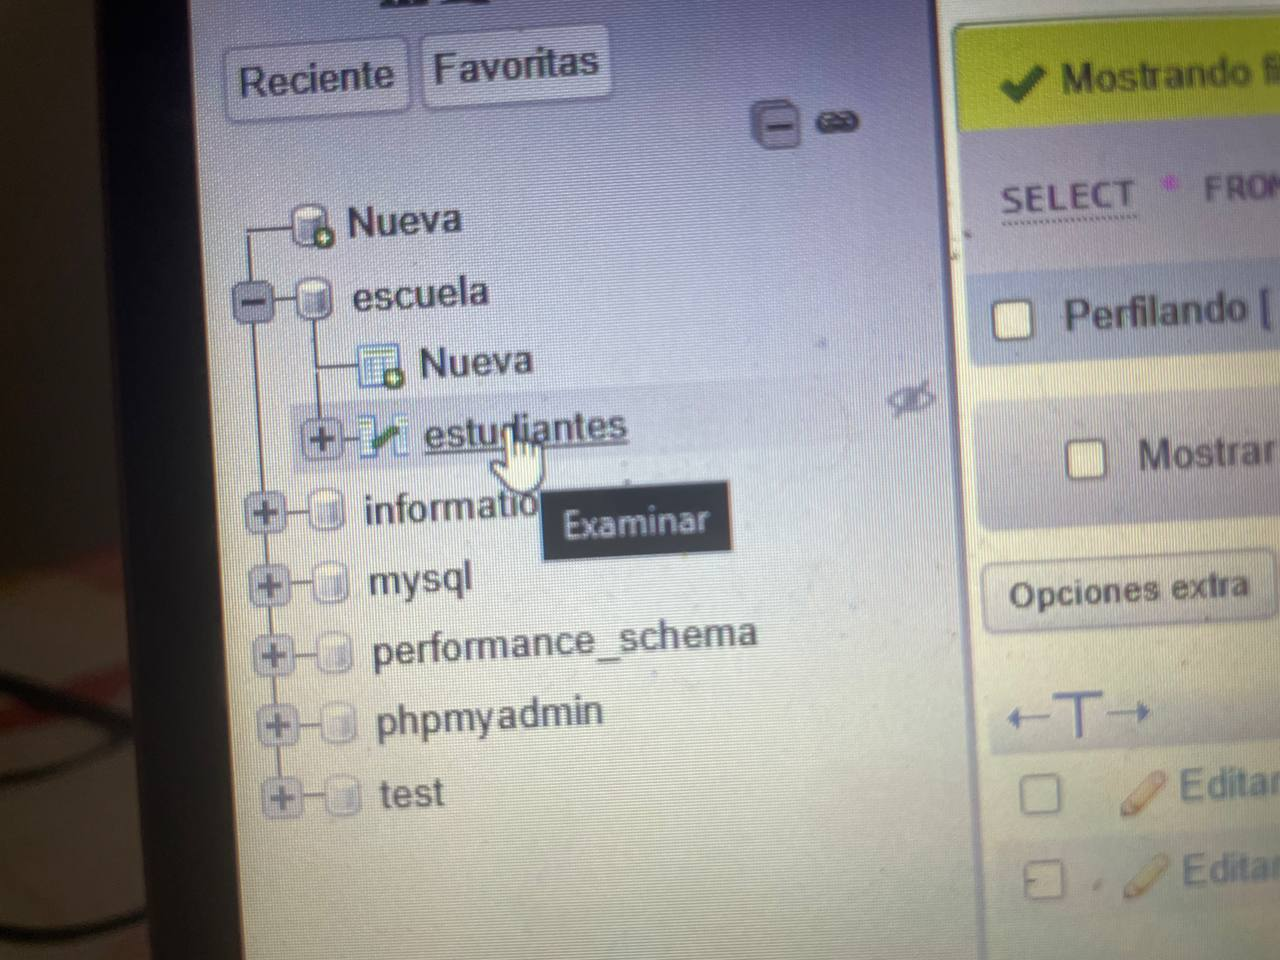 Reciente Favoritas
Nueva
escuela
Nueva
estudiantes
Examinar
mysql
performance_schema
phpmyadmin
test
Mostrando
SELECT *
Perfilando [
Mostrar
Opciones extra
←T→
Editar
Editar